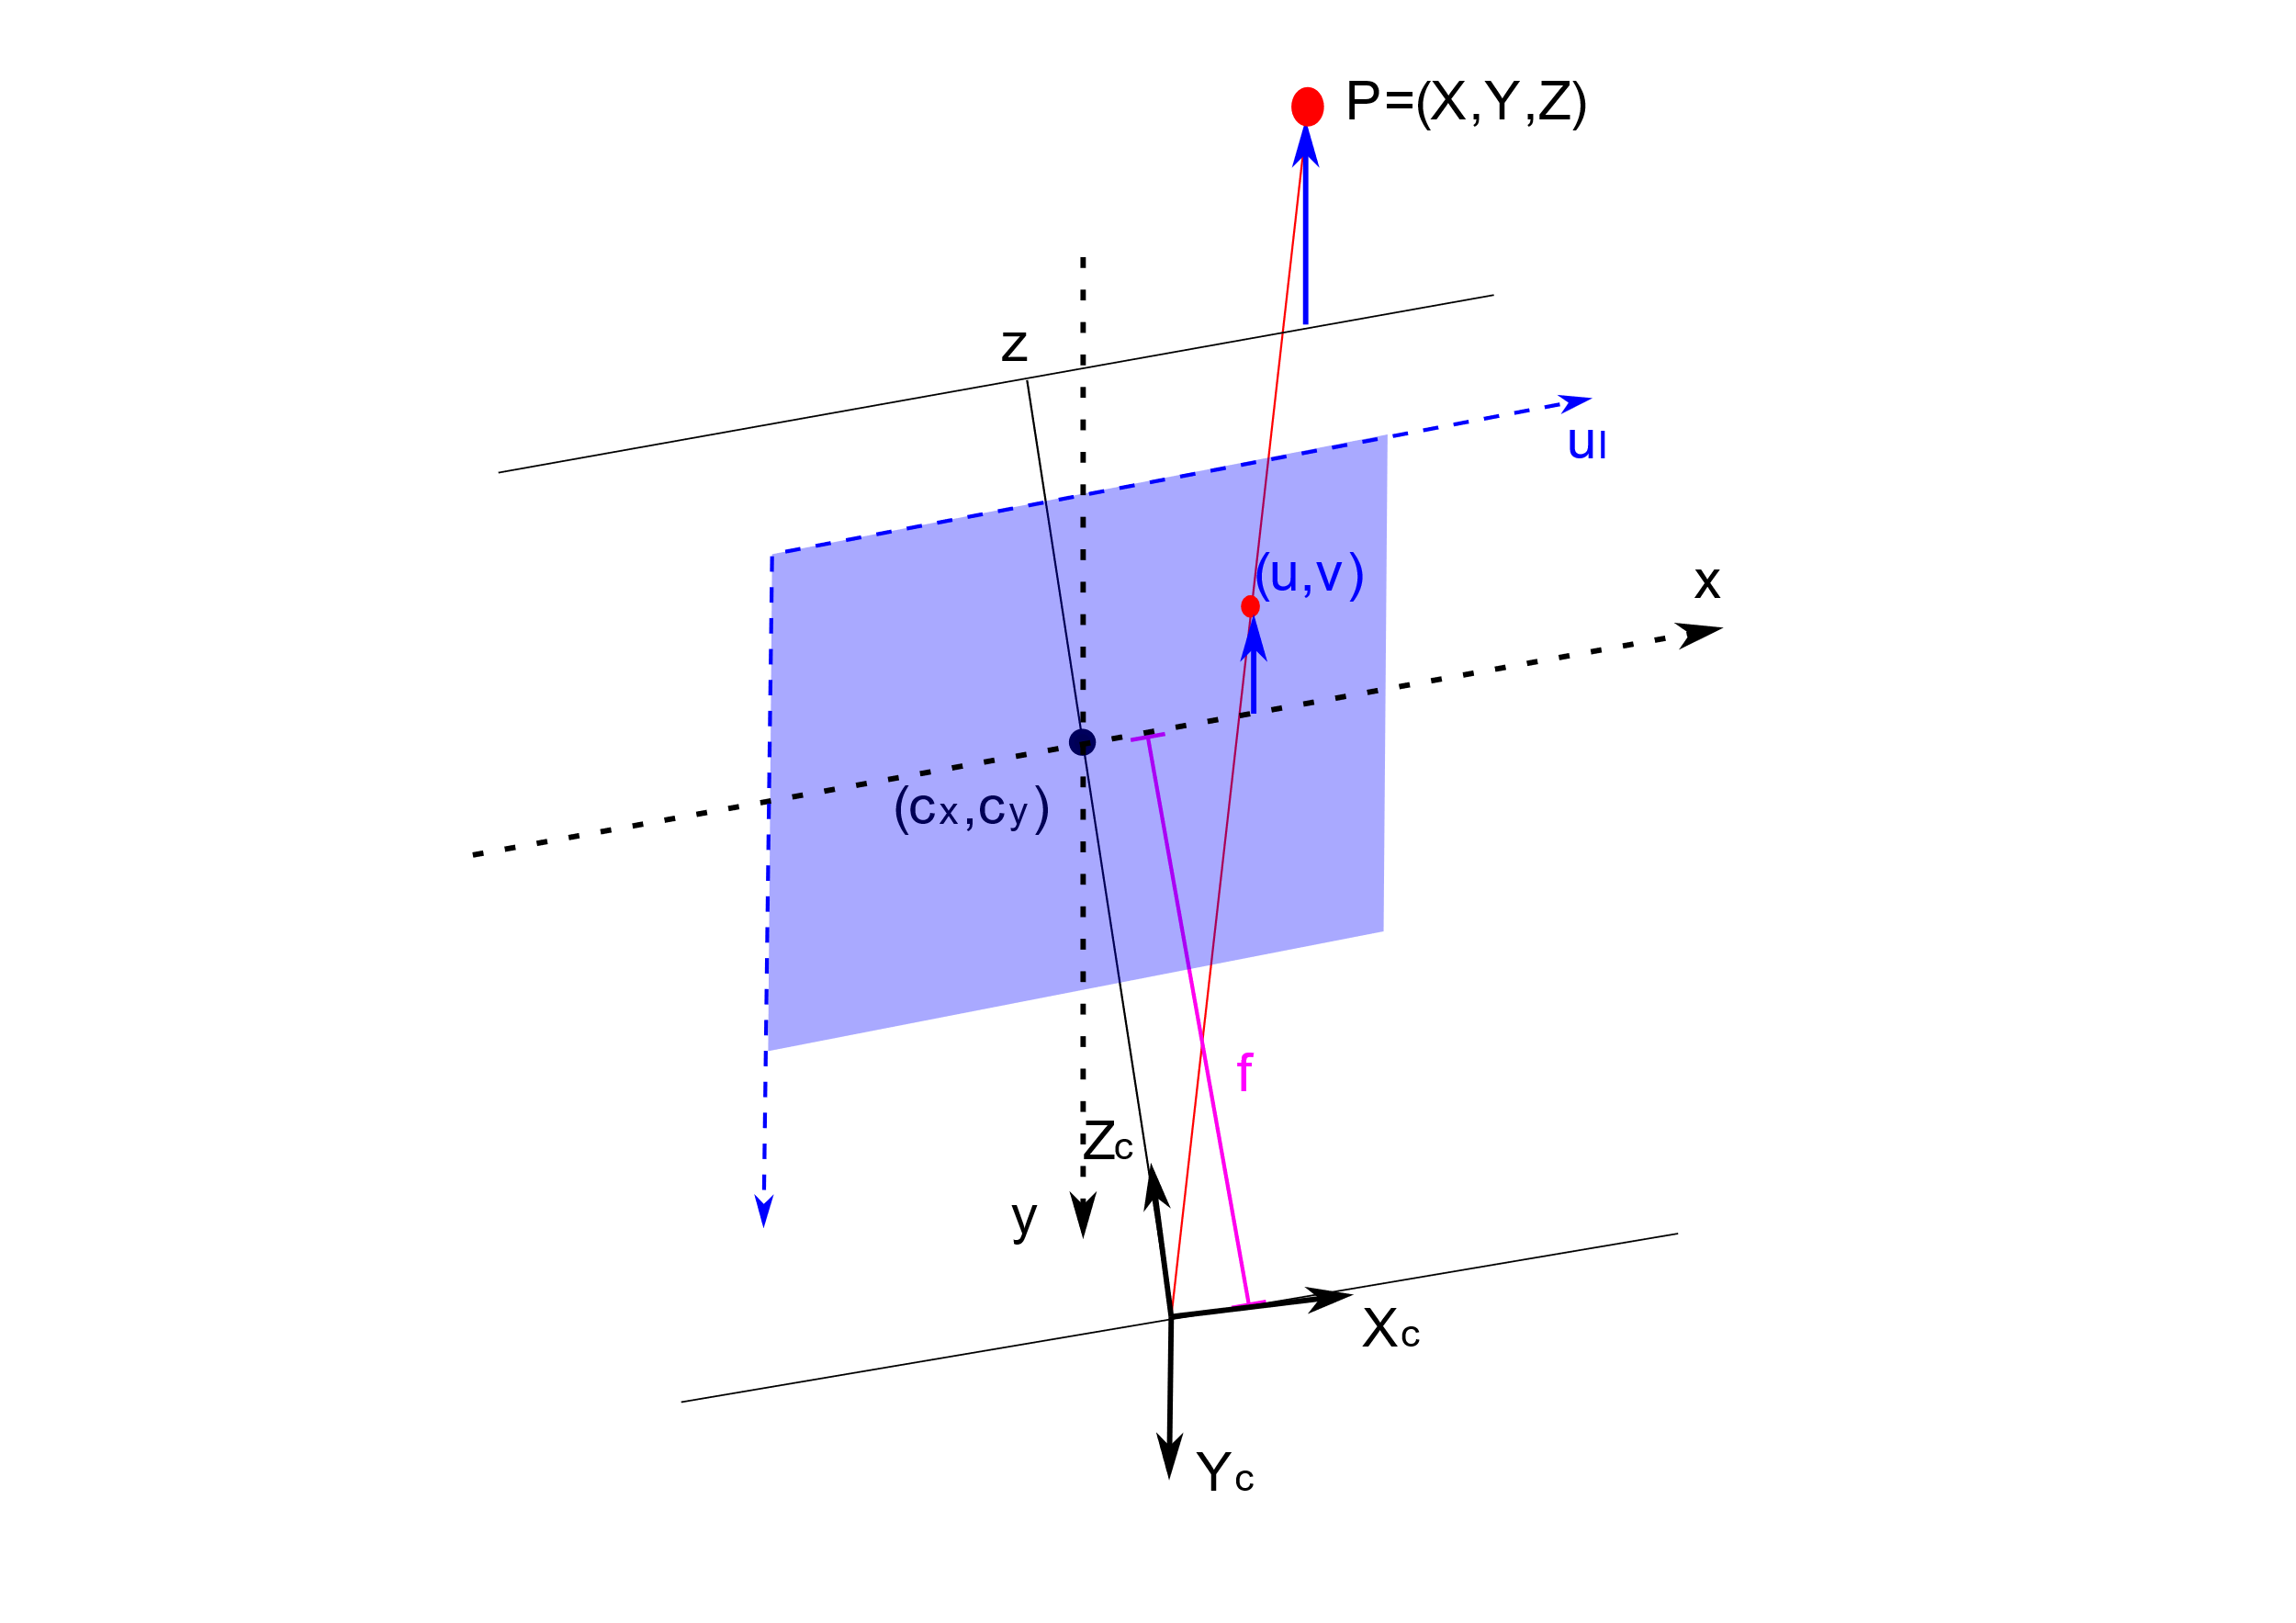 P=(X,Y,Z)
z
uI
(u,v)
x
(cx,cy)
f
Zc
y
Xc
Yc